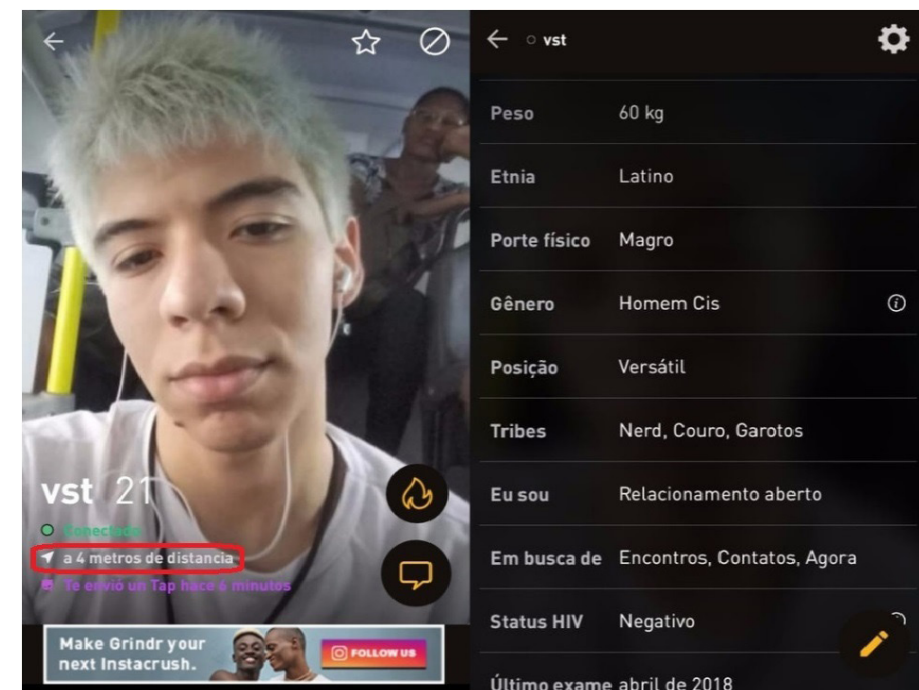 vst 21
Conectado
a 4 metros de distancia
Te envió un Tap hace 6 minutos
Make Grindr your
next Instacrush.
FOLLOW US
vst
Peso 60 kg
Etnia Latino
Porte físico Magro
Gênero Homem Cis
Posição Versátil
Tribes Nerd, Couro, Garotos
Eu sou Relacionamento aberto
Em busca de Encontros, Contatos, Agora
Status HIV Negativo
Último exame abril de 2018